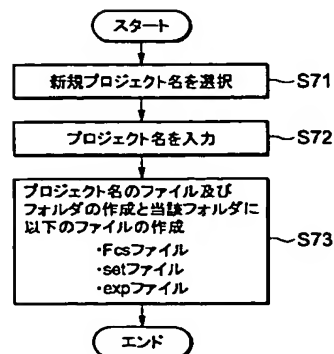 スタート
新規プロジェクト名を選択 S71
プロジェクト名を入力 S72
プロジェクト名のファイル及び
フォルダの作成と当該フォルダに
以下のファイルの作成
・Fcsファイル
・setファイル
・expファイル
S73
エンド